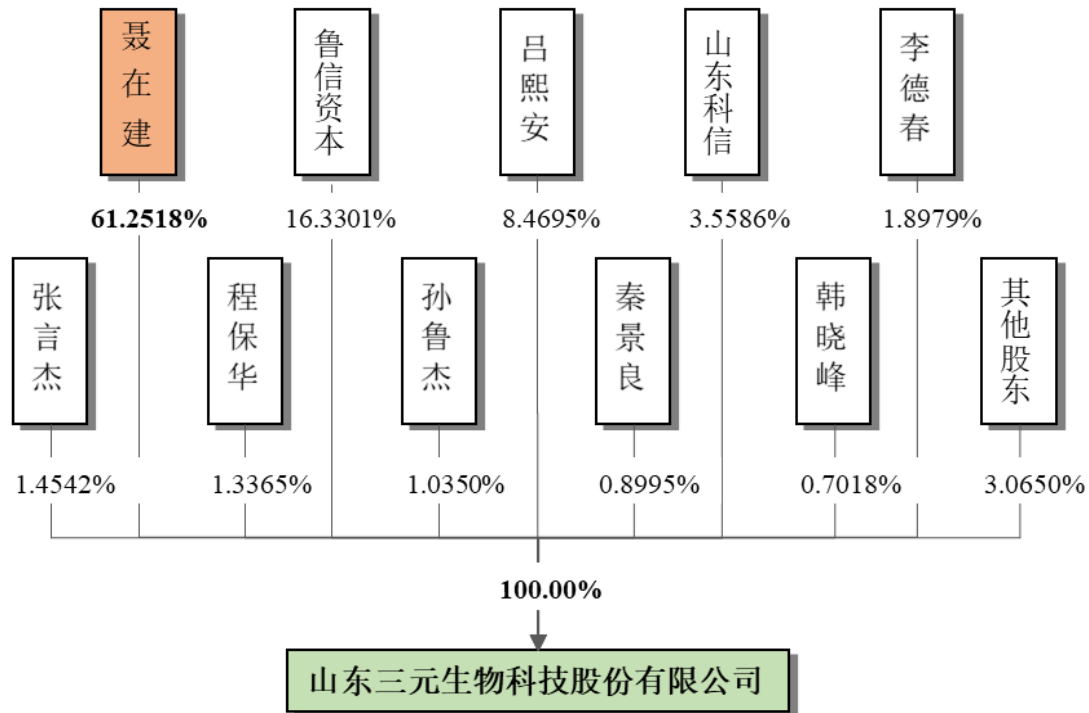 聂在建
鲁信资本
吕熙安
山东科信
李德春
61.2518%
16.3301%
8.4695%
3.5586%
1.8979%
张言杰
程保华
孙鲁杰
秦景良
韩晓峰
其他股东
1.4542%
1.3365%
1.0350%
0.8995%
0.7018%
3.0650%
100.00%
山东三元生物科技股份有限公司